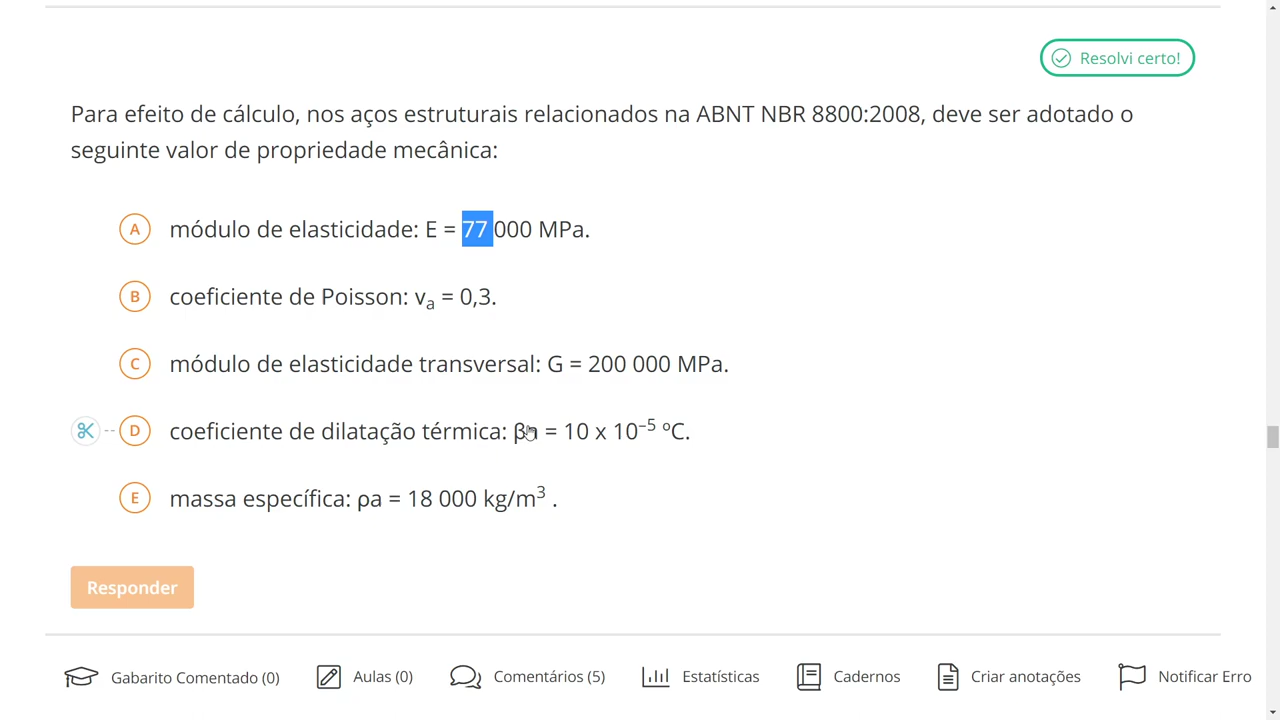 Resolvi certo!
Para efeito de cálculo, nos aços estruturais relacionados na ABNT NBR 8800:2008, deve ser adotado o
seguinte valor de propriedade mecânica:
A módulo de elasticidade: E = 77 000 MPa.
B coeficiente de Poisson: vₐ = 0,3.
C módulo de elasticidade transversal: G = 200 000 MPa.
D coeficiente de dilatação térmica: βa = 10 x 10⁻⁵ ºC.
E massa específica: ρa = 18 000 kg/m³ .
Responder
Gabarito Comentado (0) Aulas (0) Comentários (5) Estatísticas Cadernos Criar anotações Notificar Erro